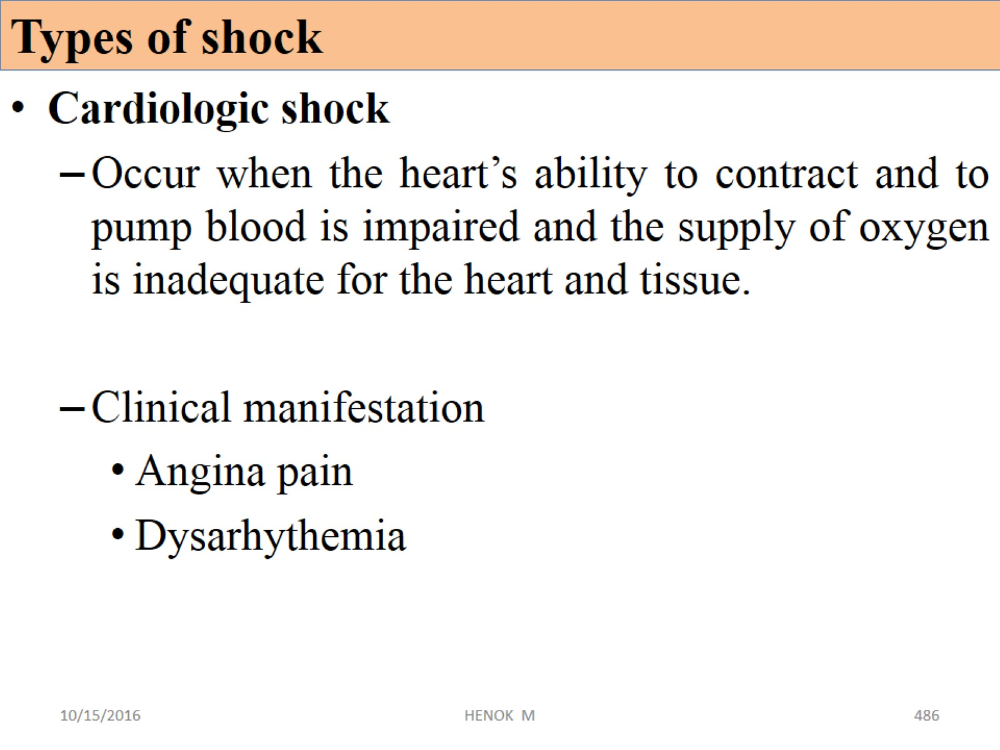 Types of shock
• Cardiologic shock
– Occur when the heart’s ability to contract and to
pump blood is impaired and the supply of oxygen
is inadequate for the heart and tissue.
– Clinical manifestation
• Angina pain
• Dysarhythemia
10/15/2016 HENOK M 486